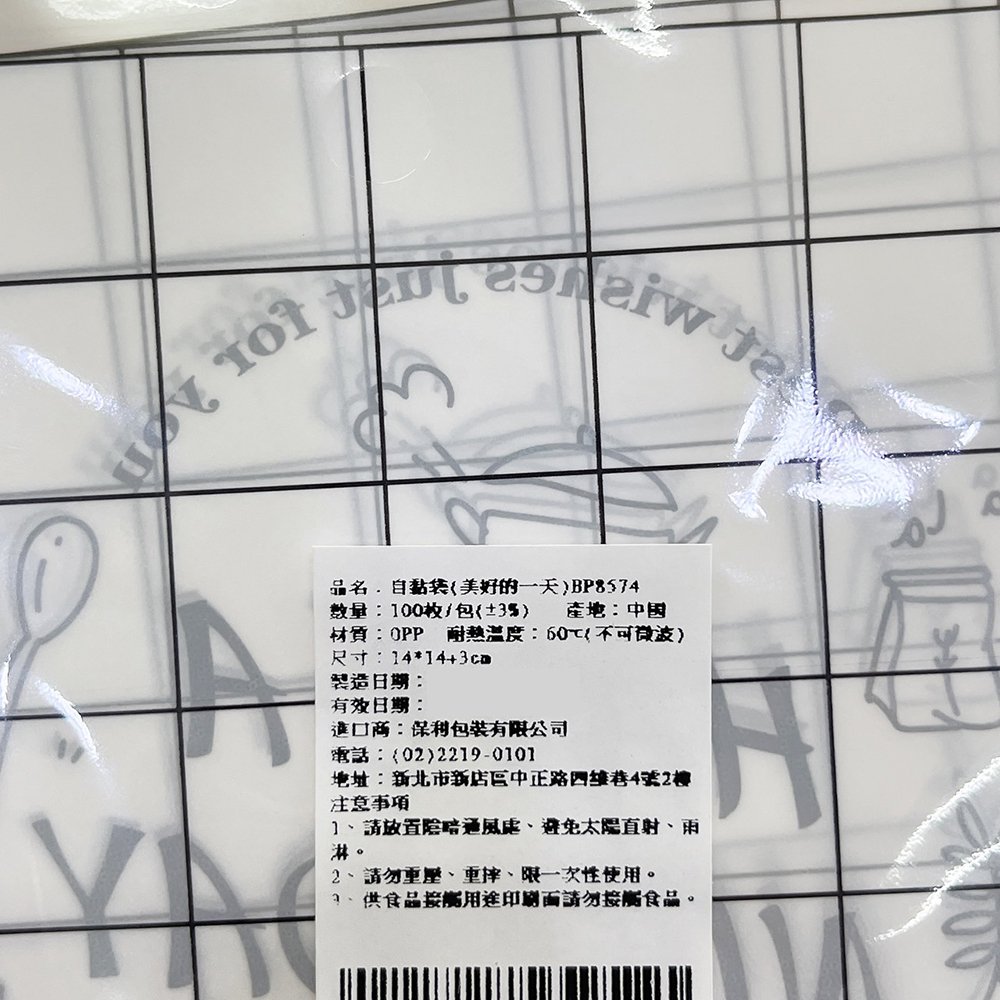 Best wishes just for you
la
HA
DAY
品名：自黏袋(美好的一天)BP8574
數量：100枚/包(±3%) 產地：中國
材質：OPP 耐熱溫度：60℃(不可微波)
尺寸：14*14+3cm
製造日期：
有效日期：
進口商：保利包裝有限公司
電話：(02)2219-0101
地址：新北市新店區中正路四維巷4號2樓
注意事項
1、請放置陰暗通風處、避免太陽直射、雨
淋。
2、請勿重壓、重摔、限一次性使用。
3、供食品接觸用途印刷面請勿接觸食品。